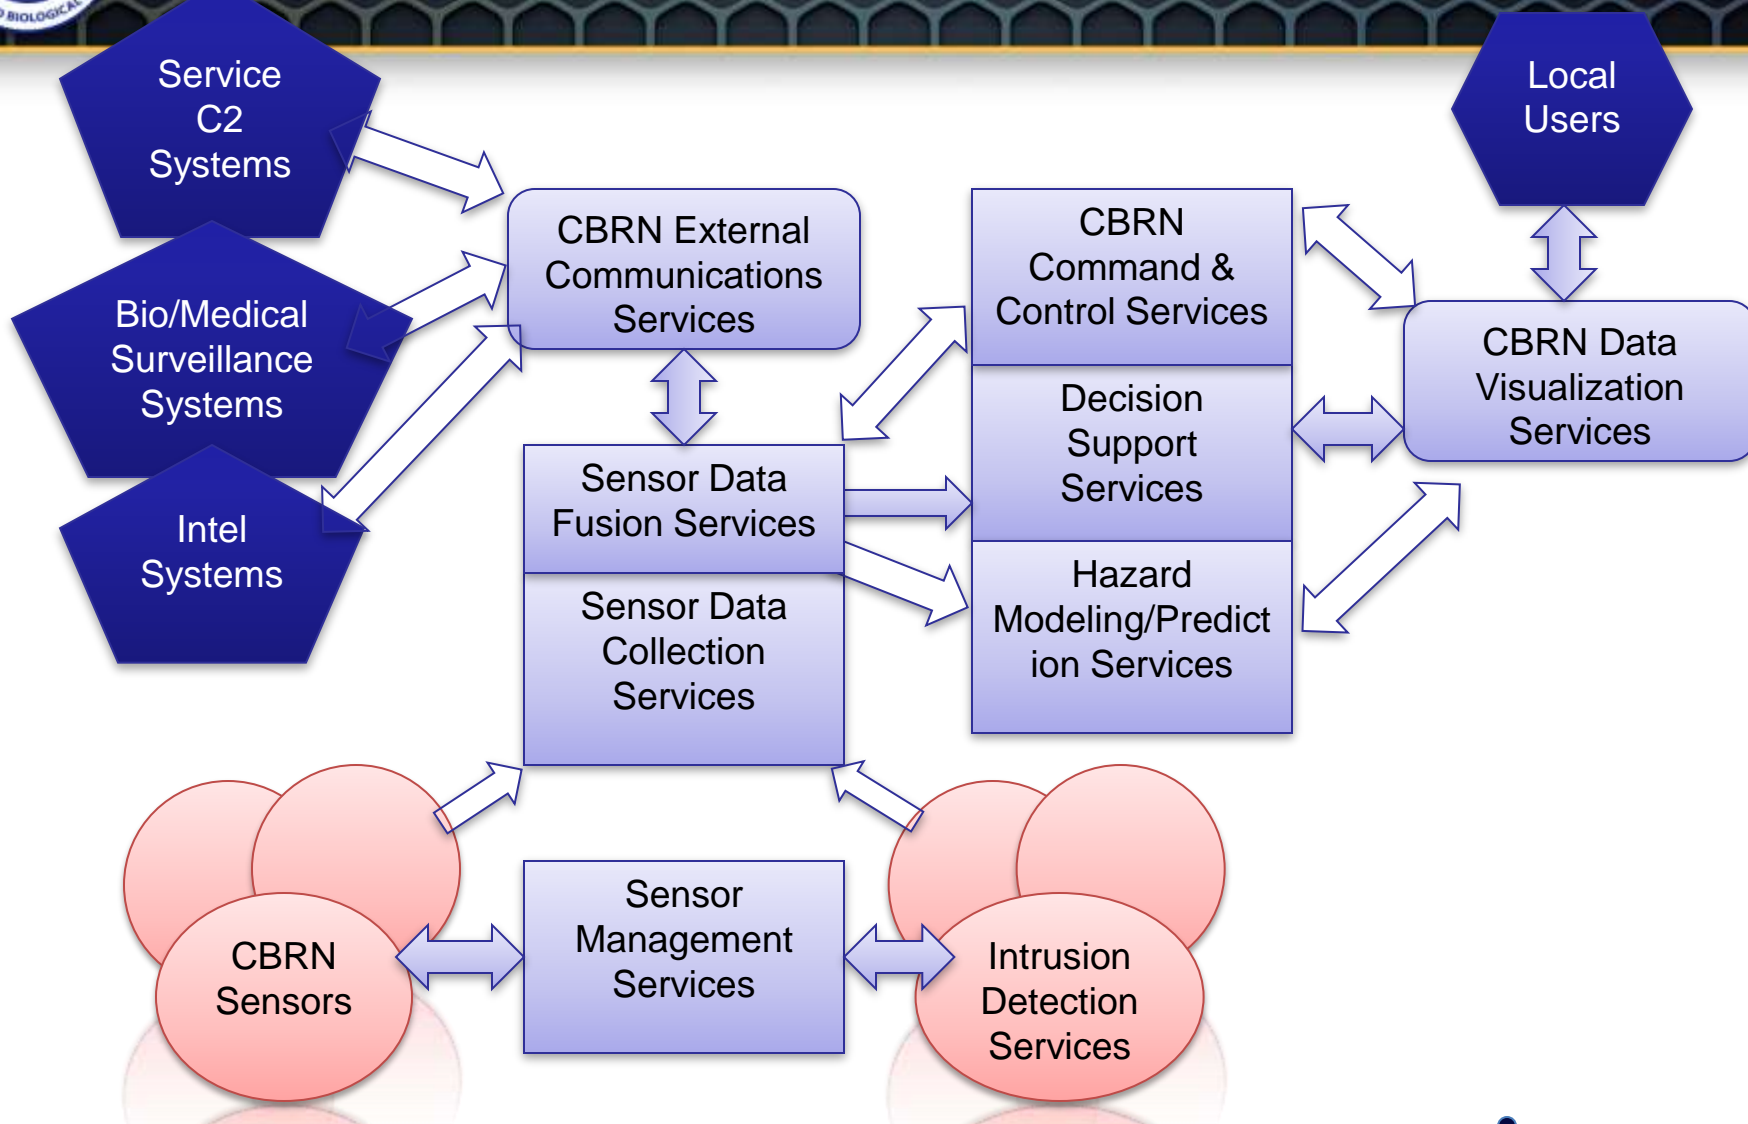 D BIOLOGICAL
Service
C2
Systems
Local
Users
CBRN External
Communications
Services
CBRN
Command &
Control Services
Bio/Medical
Surveillance
Systems
CBRN Data
Visualization
Services
Decision
Support
Services
Sensor Data
Fusion Services
Intel
Systems
Hazard
Modeling/Predict
ion Services
Sensor Data
Collection
Services
Sensor
Management
Services
CBRN
Sensors
Intrusion
Detection
Services